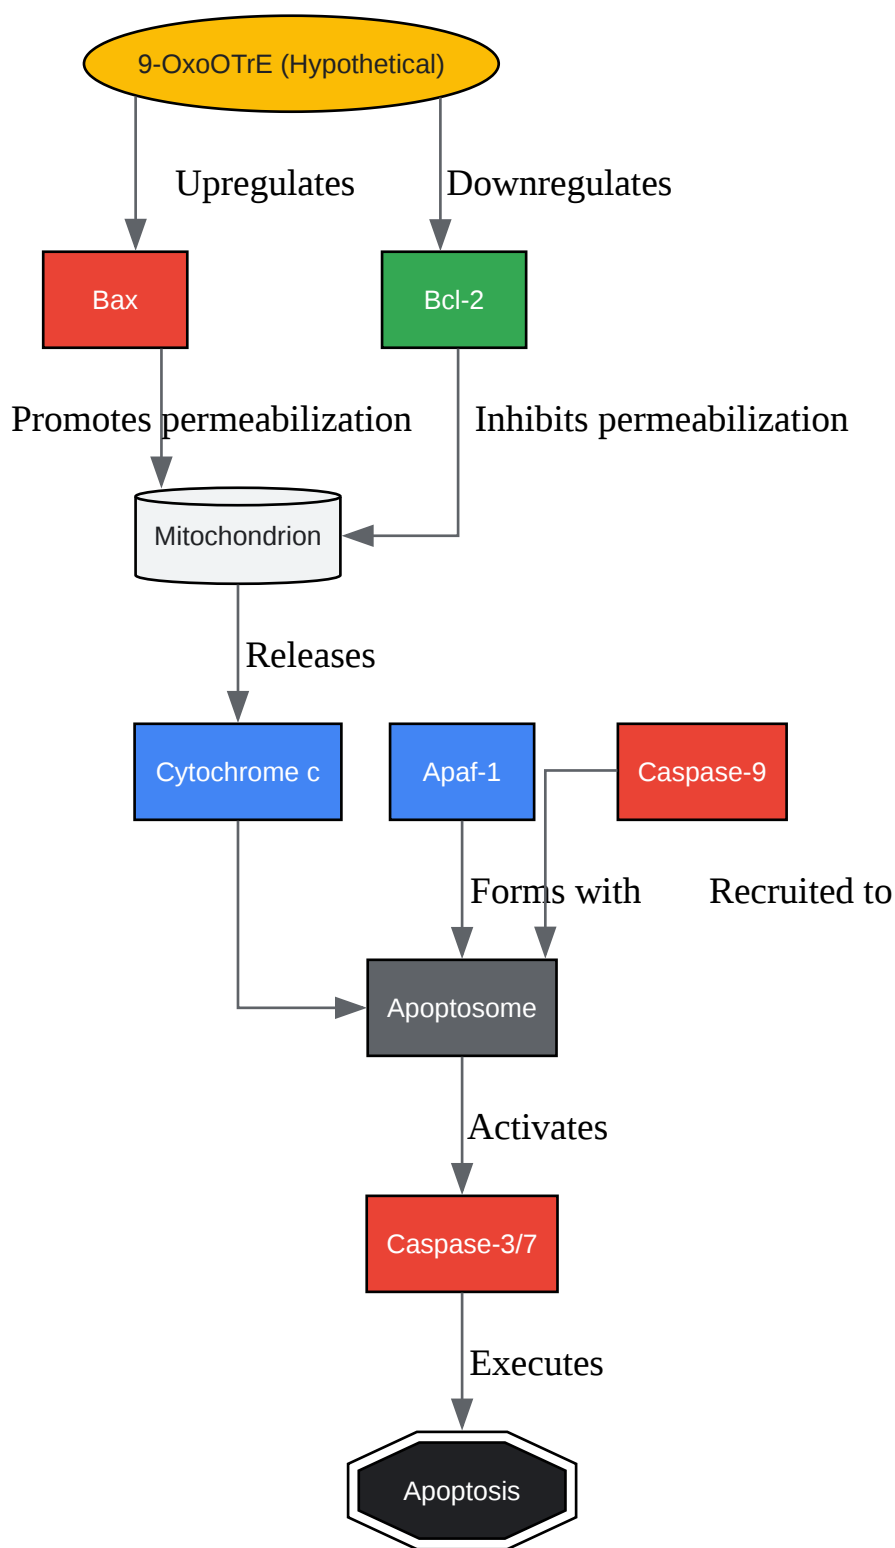 9-OxoOTrE (Hypothetical)
Upregulates
Downregulates
Bax
Bcl-2
Promotes permeabilization
Inhibits permeabilization
Mitochondrion
Releases
Cytochrome c
Apaf-1
Caspase-9
Forms with
Recruited to
Apoptosome
Activates
Caspase-3/7
Executes
Apoptosis